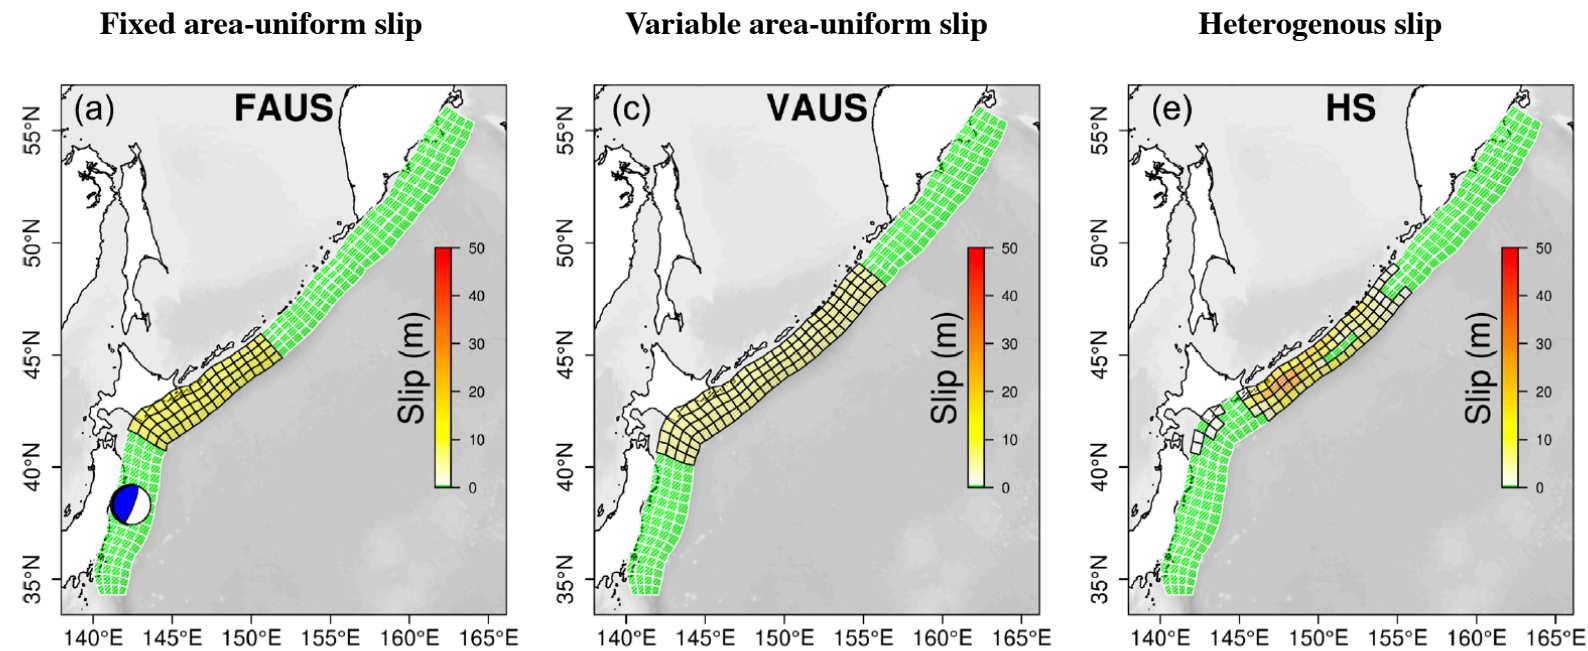 Fixed area-uniform slip
Variable area-uniform slip
Heterogenous slip
(a)
FAUS
55°N
50°N
45°N
40°N
35°N
140°E
145°E
150°E
155°E
160°E
165°E
Slip (m)
50
40
30
20
10
0
(c)
VAUS
55°N
50°N
45°N
40°N
35°N
140°E
145°E
150°E
155°E
160°E
165°E
Slip (m)
50
40
30
20
10
0
(e)
HS
55°N
50°N
45°N
40°N
35°N
140°E
145°E
150°E
155°E
160°E
165°E
Slip (m)
50
40
30
20
10
0